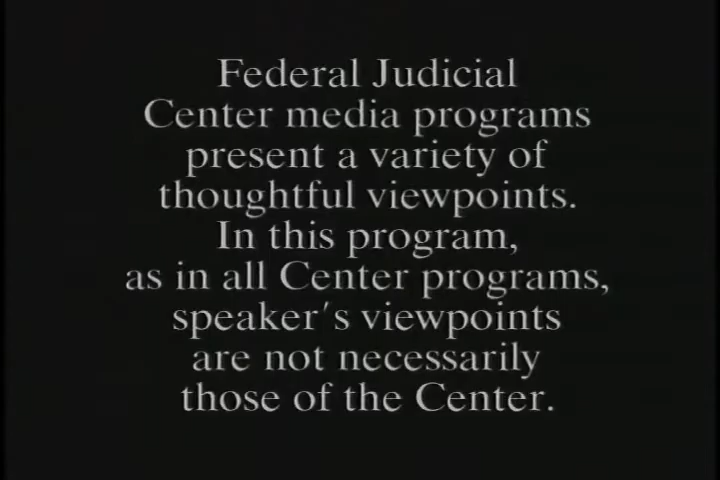 Federal Judicial
Center media programs
present a variety of
thoughtful viewpoints.
In this program,
as in all Center programs,
speaker's viewpoints
are not necessarily
those of the Center.